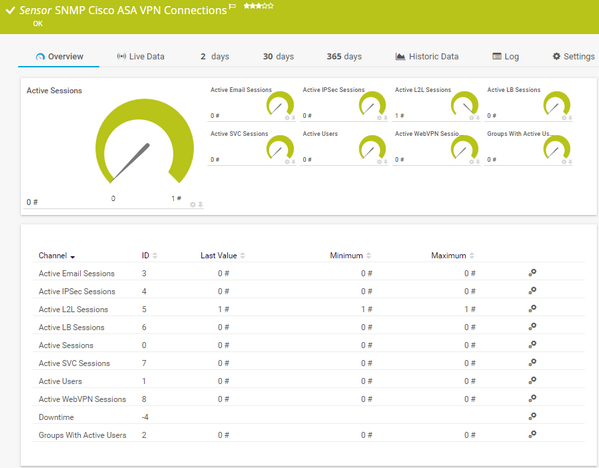 Sensor SNMP Cisco ASA VPN Connections
OK
Overview Live Data 2 days 30 days 365 days Historic Data Log Settings
Active Sessions
0 #
0 1 #
Active Email Sessions Active IPSec Sessions Active L2L Sessions Active LB Sessions
0 # 0 # 1 # 0 #
Active SVC Sessions Active Users Active WebVPN Sessio... Groups With Active Us...
0 # 0 # 0 # 0 #
Channel ID Last Value Minimum Maximum
Active Email Sessions 3 0 # 0 # 0 #
Active IPSec Sessions 4 0 # 0 # 0 #
Active L2L Sessions 5 1 # 1 # 1 #
Active LB Sessions 6 0 # 0 # 0 #
Active Sessions 0 0 # 0 # 0 #
Active SVC Sessions 7 0 # 0 # 0 #
Active Users 1 0 # 0 # 0 #
Active WebVPN Sessions 8 0 # 0 # 0 #
Downtime -4
Groups With Active Users 2 0 # 0 # 0 #